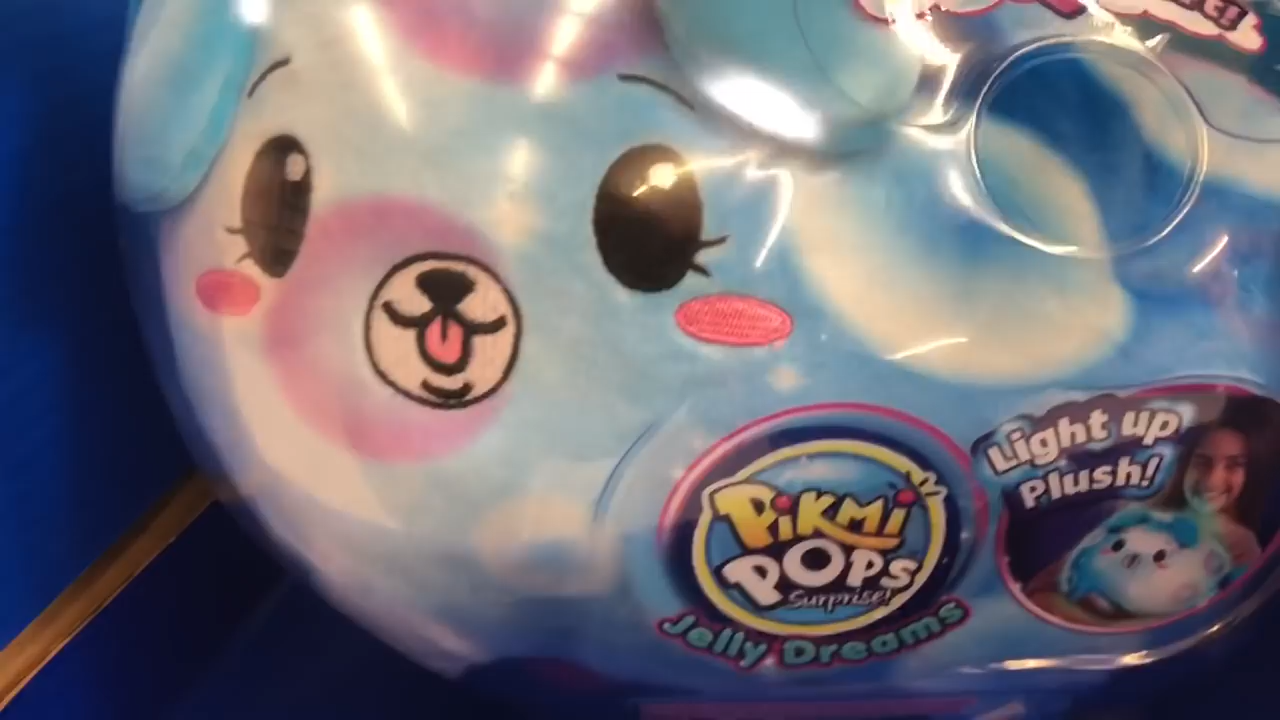 PiKMi
POPS
Surprise!
Jelly Dreams
Light up
Plush!